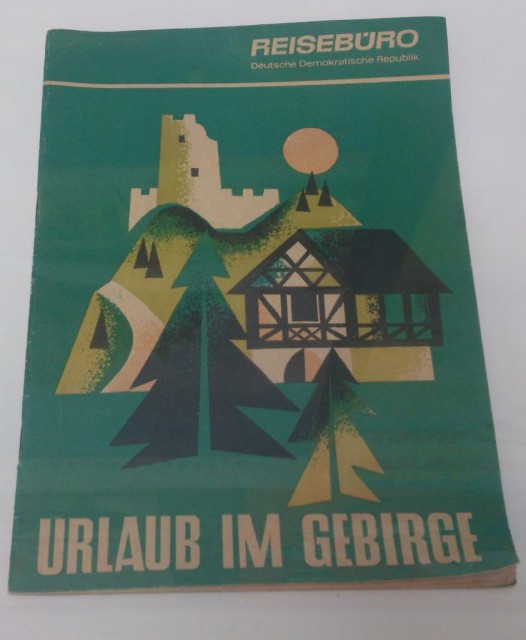 REISEBÜRO
Deutsche Demokratische Republik
URLAUB IM GEBIRGE